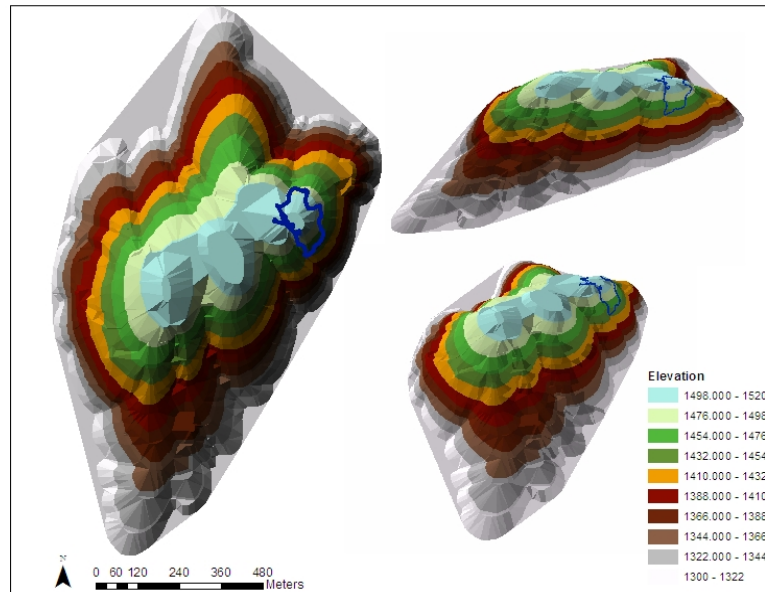 Elevation
1498.000 - 1520
1476.000 - 1498
1454.000 - 1476
1432.000 - 1454
1410.000 - 1432
1388.000 - 1410
1366.000 - 1388
1344.000 - 1366
1322.000 - 1344
1300 - 1322
N
0 60 120 240 360 480
Meters